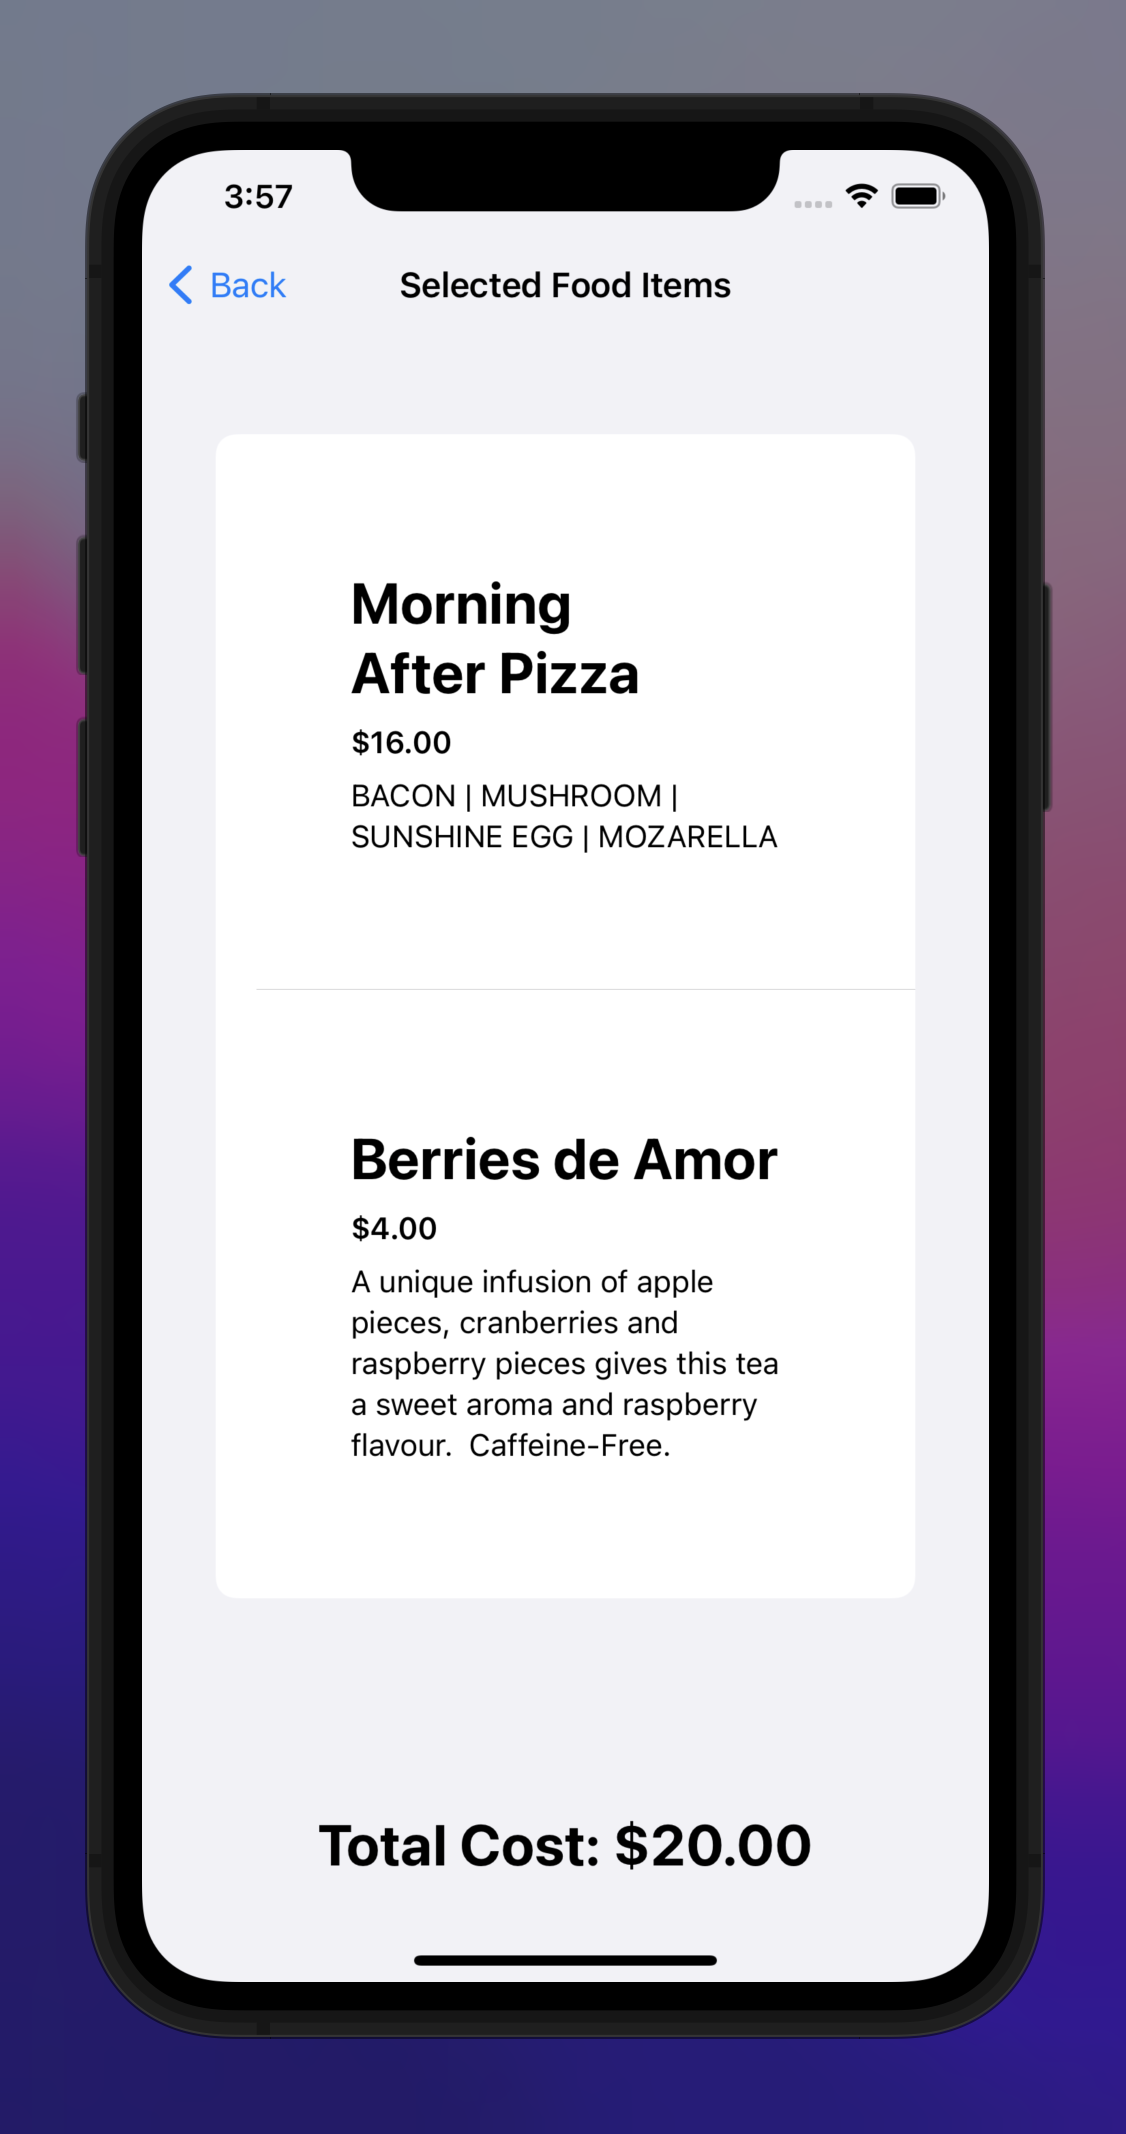 3:57
Back
Selected Food Items
Morning
After Pizza
$16.00
BACON | MUSHROOM |
SUNSHINE EGG | MOZARELLA
Berries de Amor
$4.00
A unique infusion of apple
pieces, cranberries and
raspberry pieces gives this tea
a sweet aroma and raspberry
flavour.  Caffeine-Free.
Total Cost: $20.00